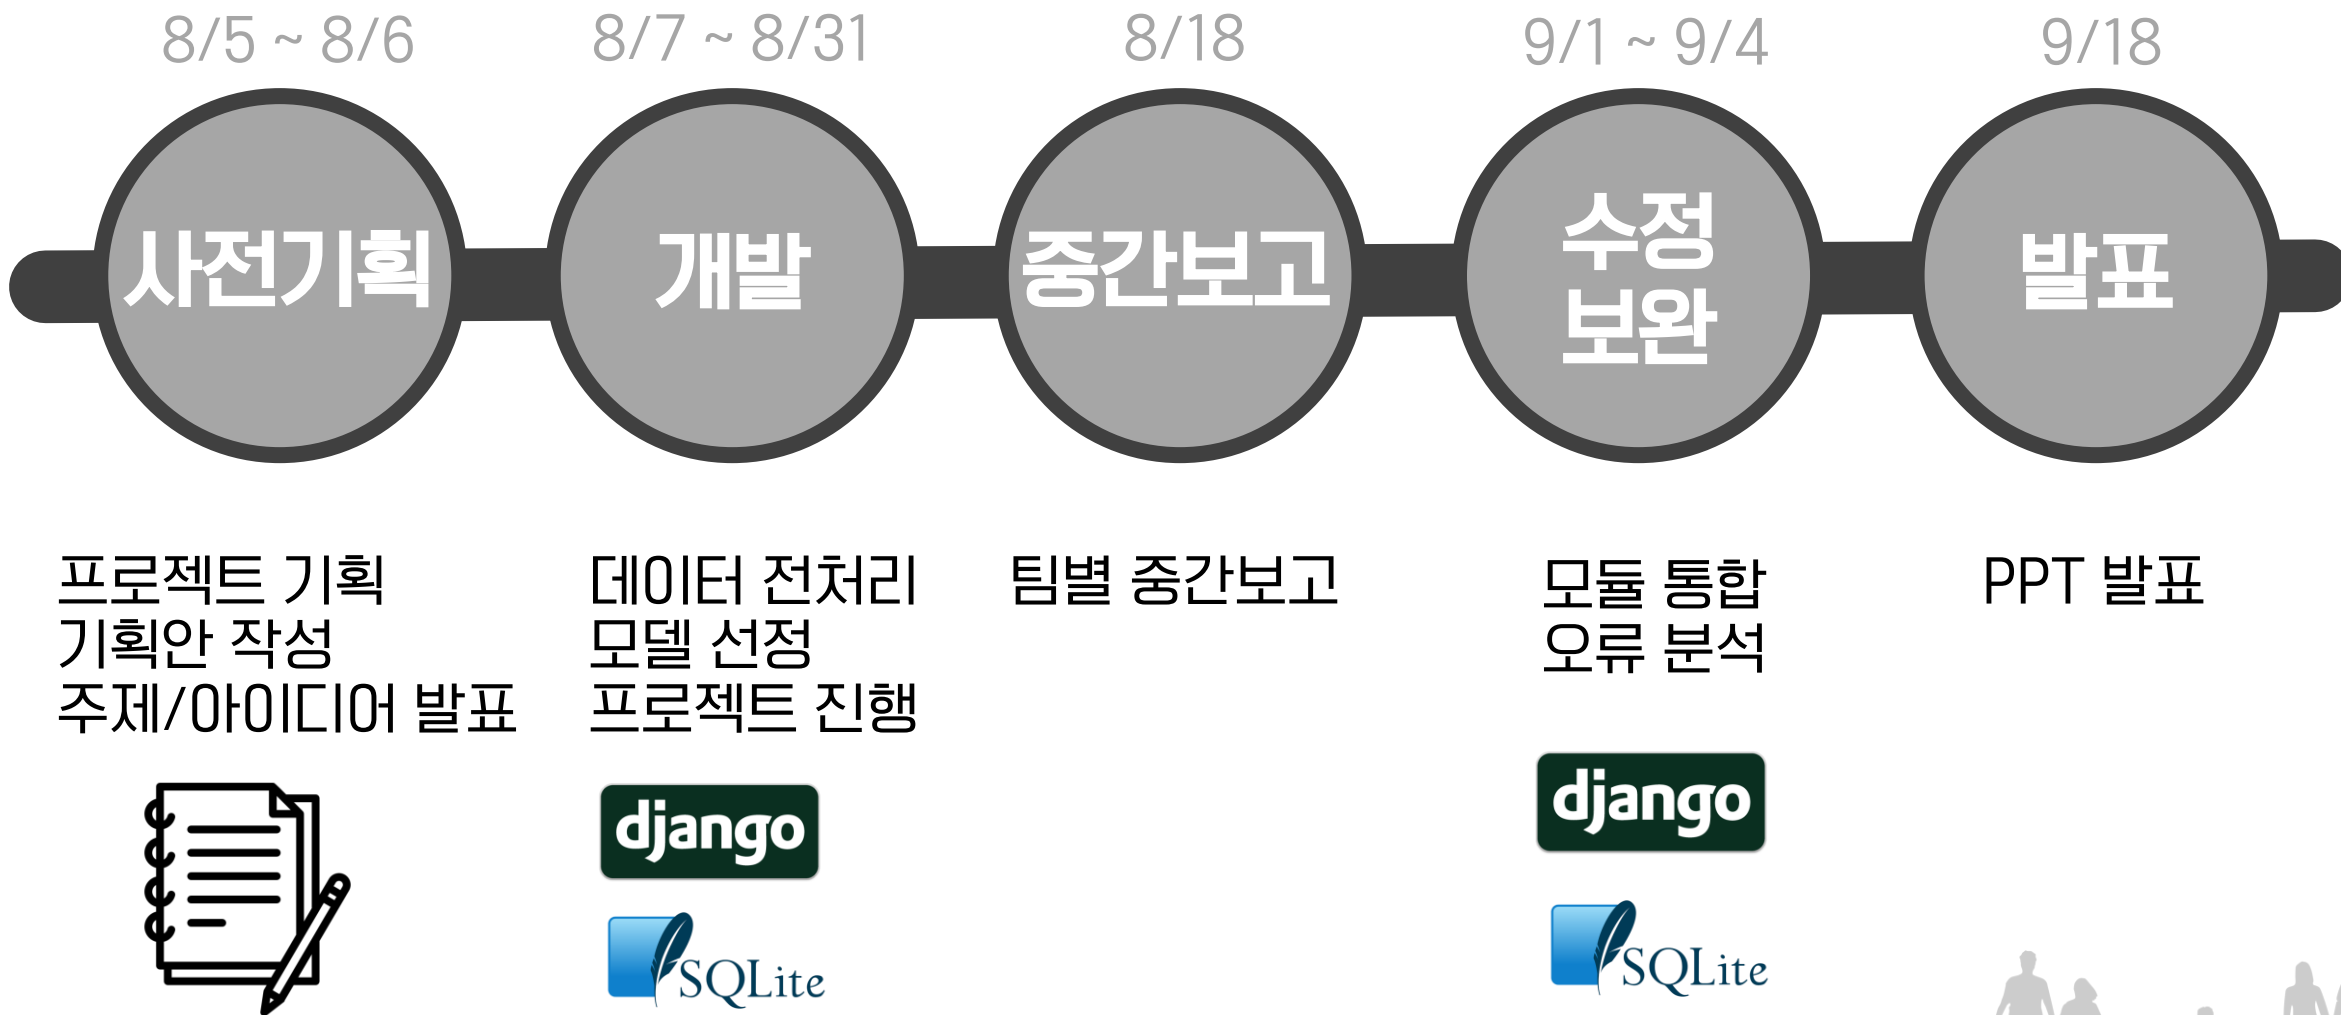 8/5 ~ 8/6
8/7 ~ 8/31
8/18
9/1 ~ 9/4
9/18
사전기획
개발
중간보고
수정
보완
발표
프로젝트 기획
기획안 작성
주제/아이디어 발표
데이터 전처리
모델 선정
프로젝트 진행
팀별 중간보고
모듈 통합
오류 분석
PPT 발표
django
SQLite
django
SQLite